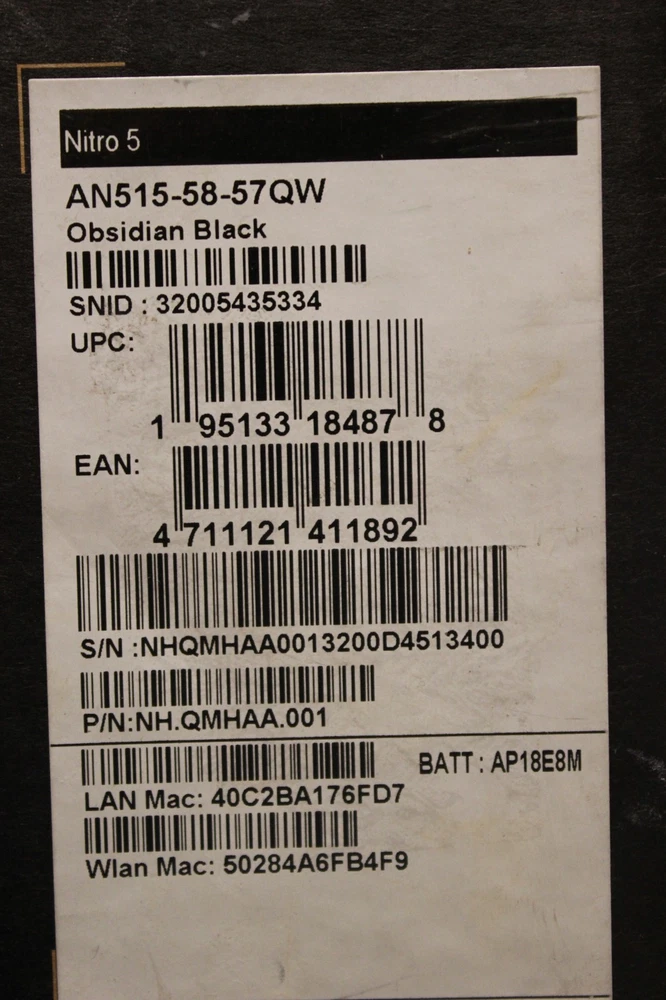 Nitro 5
AN515-58-57QW
Obsidian Black
SNID : 32005435334
UPC:
1 95133 18487 8
EAN:
4 711121 411892
S/N :NHQMHAA0013200D4513400
P/N:NH.QMHAA.001
BATT : AP18E8M
LAN Mac: 40C2BA176FD7
Wlan Mac: 50284A6FB4F9